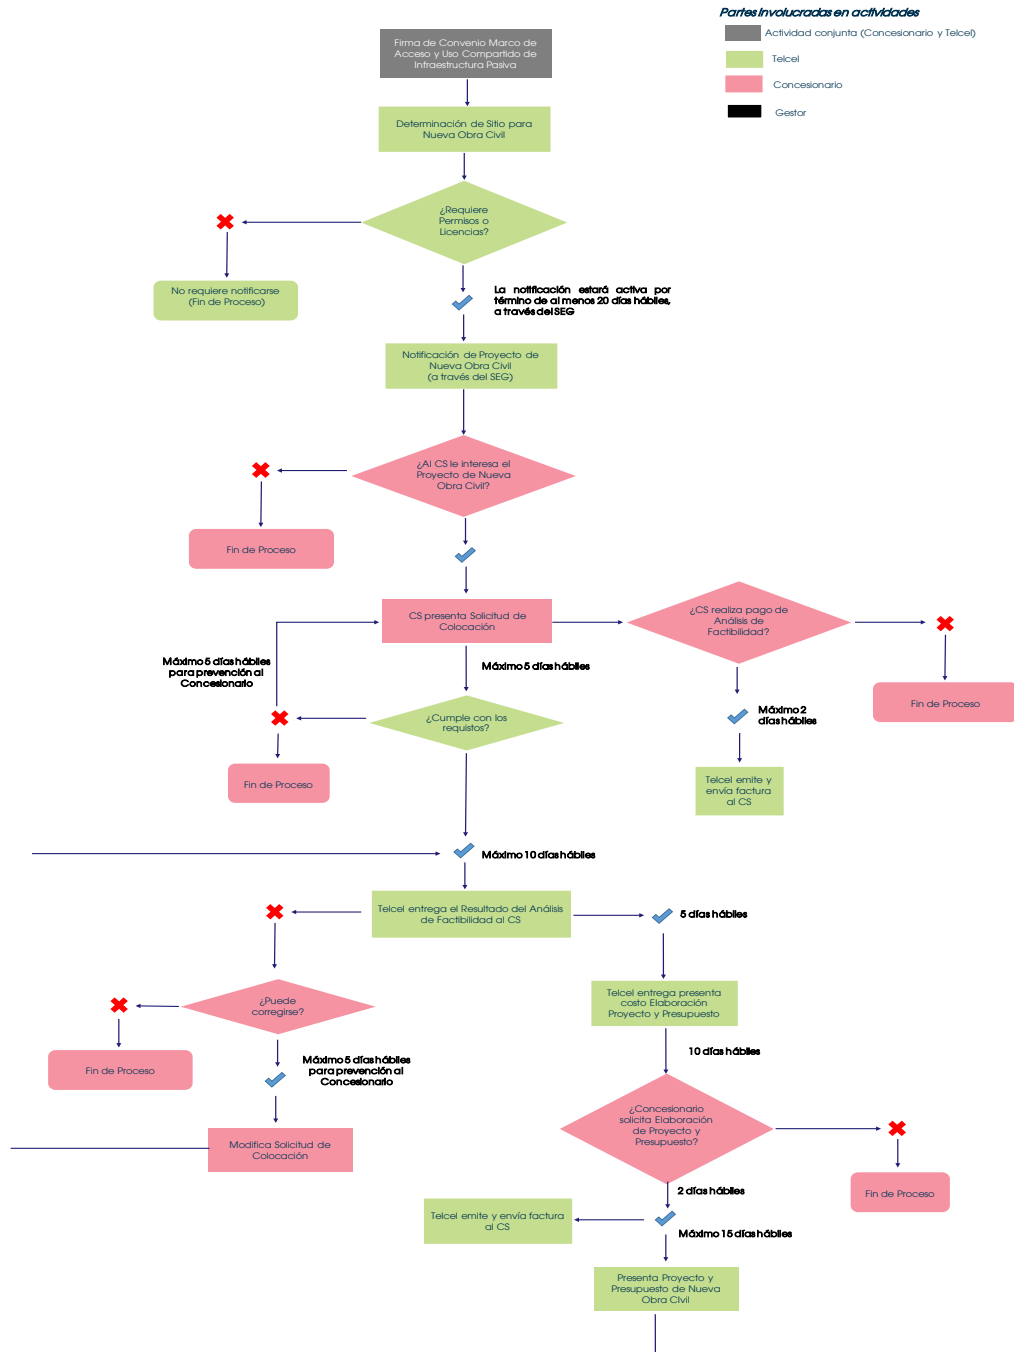 Partes Involucradas en actividades
Actividad conjunta (Concesionario y Telcel)
Telcel
Concesionario
Gestor
Firma de Convenio Marco de
Acceso y Uso Compartido de
Infraestructura Pasiva
Determinación de Sitio para
Nueva Obra Civil
¿Requiere
Permisos o
Licencias?
No requiere notificarse
(Fin de Proceso)
La notificación estará activa por
término de al menos 20 días hábiles,
a través del SEG
Notificación de Proyecto de
Nueva Obra Civil
(a través del SEG)
¿Al CS le interesa el
Proyecto de Nueva
Obra Civil?
Fin de Proceso
CS presenta Solicitud de
Colocación
¿CS realiza pago de
Análisis de
Factibilidad?
Máximo 5 días hábiles
para prevención al
Concesionario
Máximo 5 días hábiles
Fin de Proceso
Máximo 2
días hábiles
¿Cumple con los
requistos?
Fin de Proceso
Telcel emite y
envía factura
al CS
Máximo 10 días hábiles
Telcel entrega el Resultado del Análisis
de Factibilidad al CS
5 días hábiles
¿Puede
corregirse?
Telcel entrega presenta
costo Elaboración
Proyecto y Presupuesto
Fin de Proceso
Máximo 5 días hábiles
para prevención al
Concesionario
10 días hábiles
¿Concesionario
solicita Elaboración
de Proyecto y
Presupuesto?
Modifica Solicitud de
Colocación
Fin de Proceso
2 días hábiles
Telcel emite y envía factura
al CS
Máximo 15 días hábiles
Presenta Proyecto y
Presupuesto de Nueva
Obra Civil